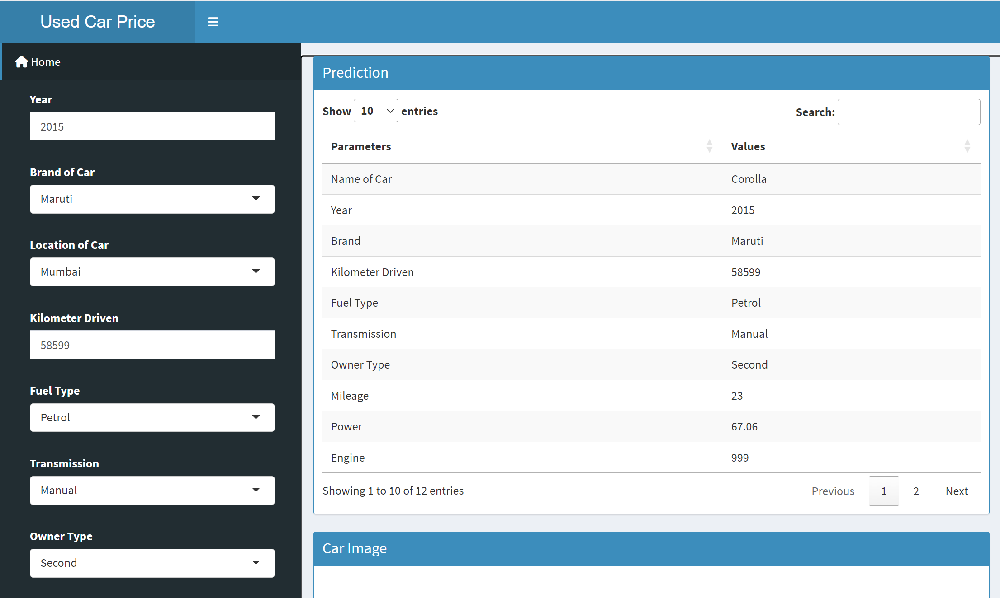 Used Car Price
Home
Year
2015
Brand of Car
Maruti
Location of Car
Mumbai
Kilometer Driven
58599
Fuel Type
Petrol
Transmission
Manual
Owner Type
Second
Prediction
Show 10 entries
Search:
Parameters Values
Name of Car Corolla
Year 2015
Brand Maruti
Kilometer Driven 58599
Fuel Type Petrol
Transmission Manual
Owner Type Second
Mileage 23
Power 67.06
Engine 999
Showing 1 to 10 of 12 entries
Previous 1 2 Next
Car Image